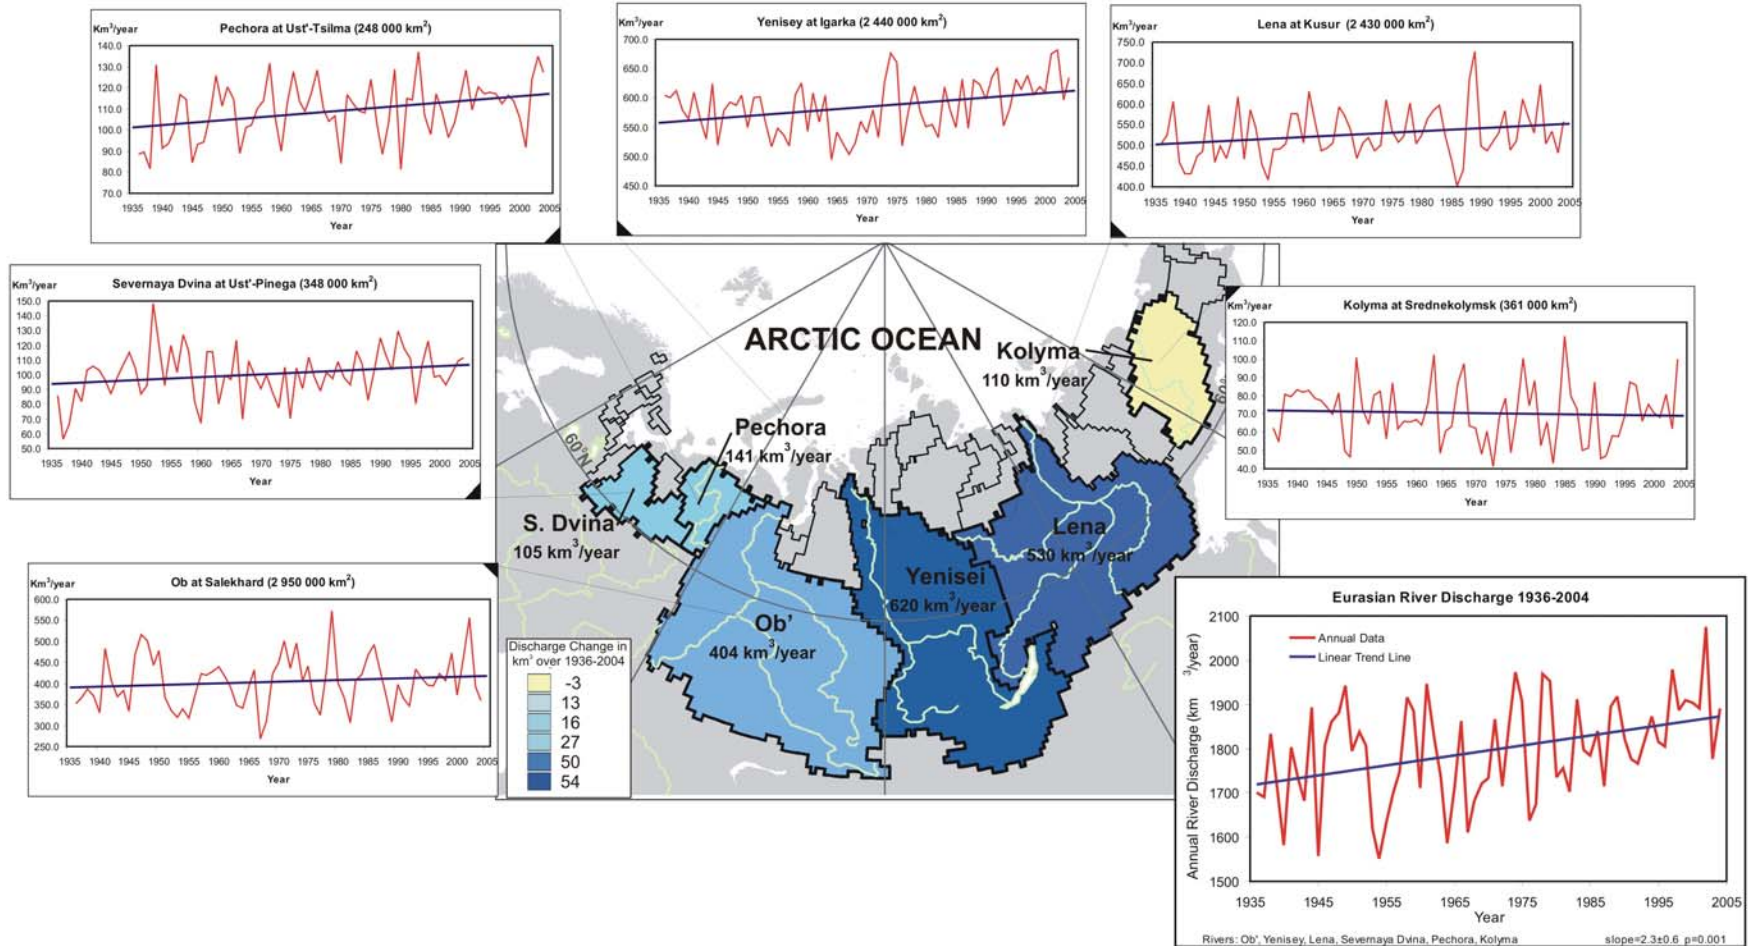 Km³/year
Pechora at Ust'-Tsilma (248 000 km²)
140.0
130.0
120.0
110.0
100.0
90.0
80.0
70.0
1935 1940 1945 1950 1955 1960 1965 1970 1975 1980 1985 1990 1995 2000 2005
Year
Km³/year
Yenisey at Igarka (2 440 000 km²)
700.0
650.0
600.0
550.0
500.0
450.0
1935 1940 1945 1950 1955 1960 1965 1970 1975 1980 1985 1990 1995 2000 2005
Year
Km³/year
Lena at Kusur (2 430 000 km²)
750.0
700.0
650.0
600.0
550.0
500.0
450.0
400.0
1935 1940 1945 1950 1955 1960 1965 1970 1975 1980 1985 1990 1995 2000 2005
Year
Km³/year
Severnaya Dvina at Ust'-Pinega (348 000 km²)
150.0
140.0
130.0
120.0
110.0
100.0
90.0
80.0
70.0
60.0
50.0
1935 1940 1945 1950 1955 1960 1965 1970 1975 1980 1985 1990 1995 2000 2005
Year
Km³/year
Kolyma at Srednekolymsk (361 000 km²)
120.0
100.0
90.0
80.0
70.0
60.0
50.0
40.0
1935 1940 1945 1950 1955 1960 1965 1970 1975 1980 1985 1990 1995 2000 2005
Year
Km³/year
Ob at Salekhard (2 950 000 km²)
600.0
550.0
500.0
450.0
400.0
350.0
300.0
250.0
1935 1940 1945 1950 1955 1960 1965 1970 1975 1980 1985 1990 1995 2000 2005
Year
ARCTIC OCEAN
Kolyma
110 km³/year
60°
Pechora
141 km³/year
60°N
S. Dvina
105 km³/year
Lena
530 km³/year
Yenisei
620 km³/year
Ob'
404 km³/year
Discharge Change in
km³ over 1936-2004
-3
13
16
27
50
54
Eurasian River Discharge 1936-2004
Annual Data
Linear Trend Line
Annual River Discharge (km ³/year)
2100
2000
1900
1800
1700
1600
1500
1935 1945 1955 1965 1975 1985 1995 2005
Year
Rivers: Ob', Yenisey, Lena, Severnaya Dvina, Pechora, Kolyma slope=2.3±0.6 p=0.001